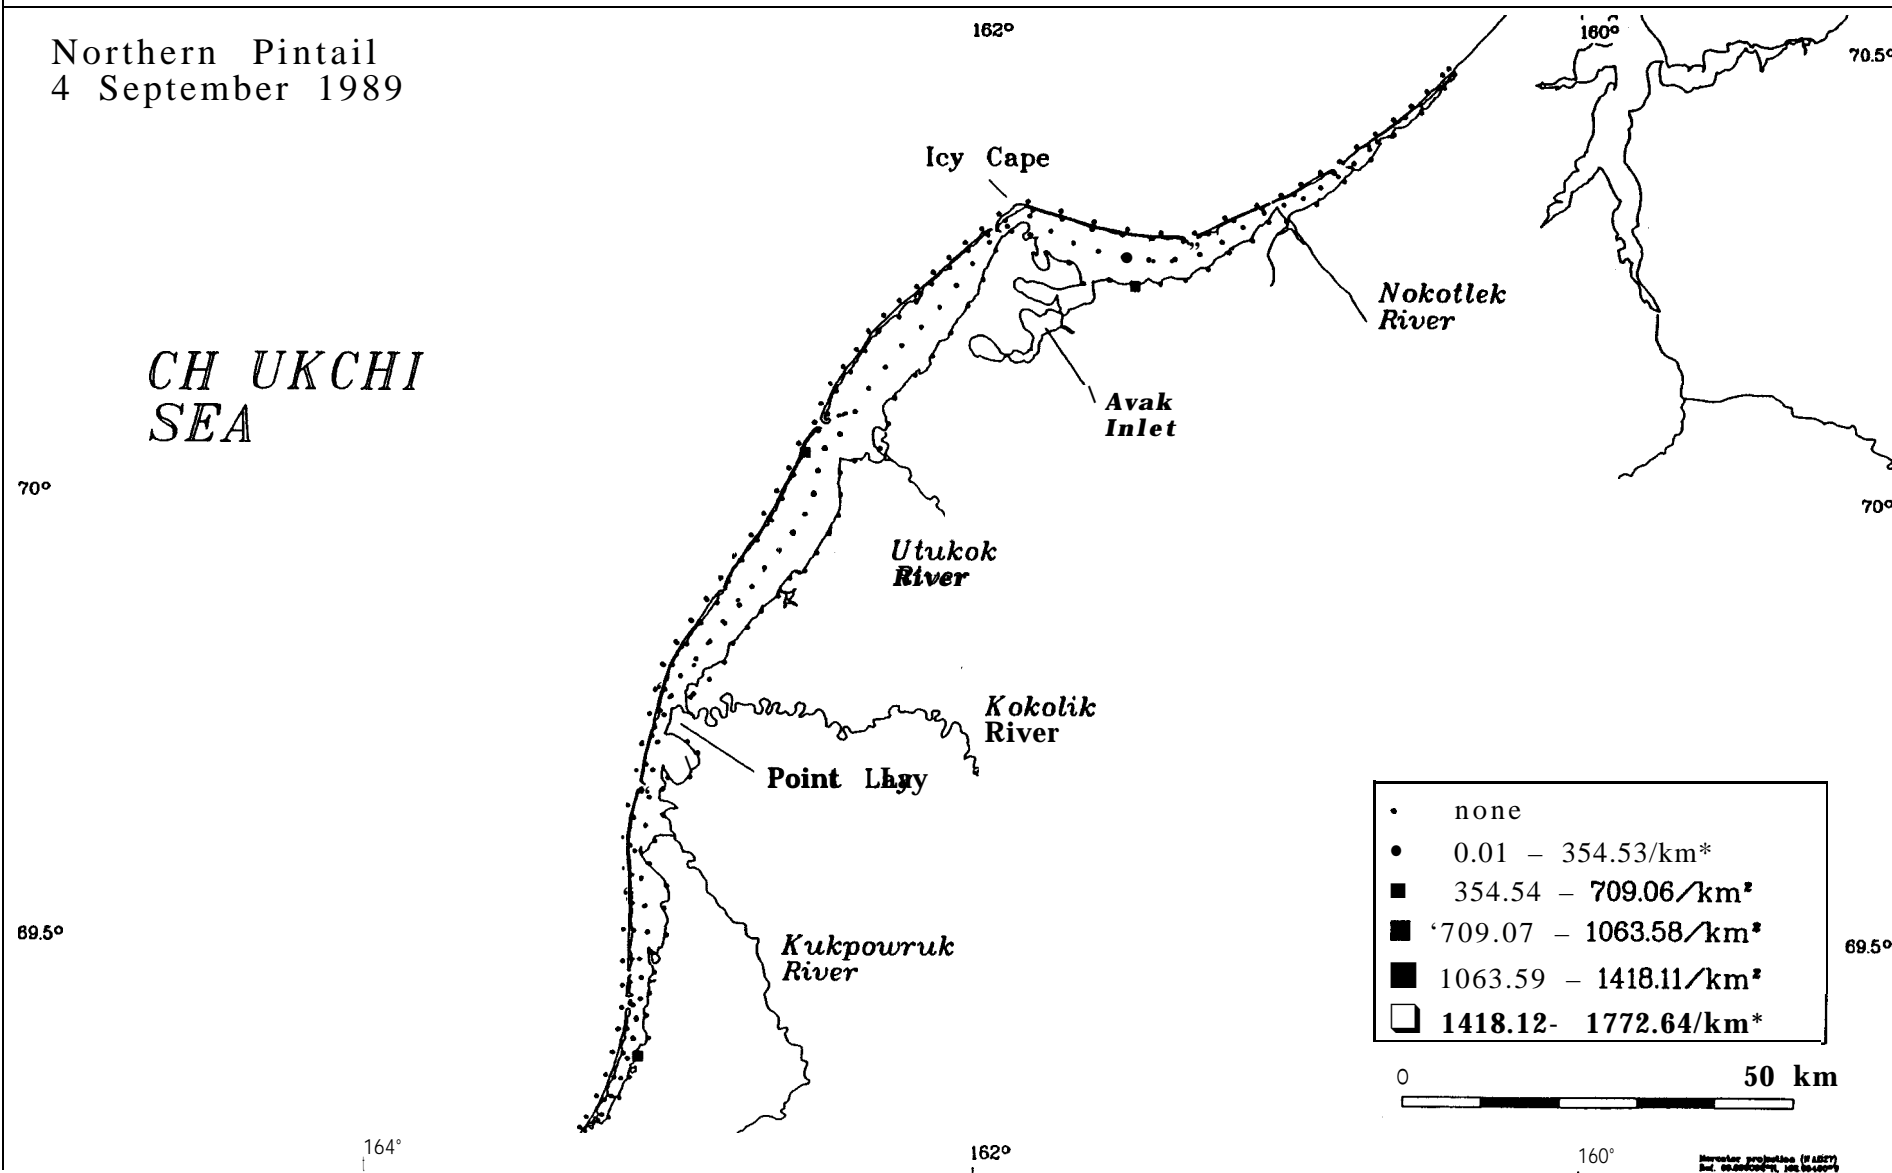 Northern Pintail
4 September 1989
162°
160°
70.5°
Icy Cape
Nokotlek
River
CH UKCHI
SEA
Avak
Inlet
70°
70°
Utukok
River
Kokolik
River
Point Lay
none
0.01 – 354.53/km*
354.54 – 709.06/km²
‘709.07 – 1063.58/km²
1063.59 – 1418.11/km²
1418.12- 1772.64/km*
69.5°
69.5°
Kukpowruk
River
0 50 km
164°
162°
160°
Mercator projection